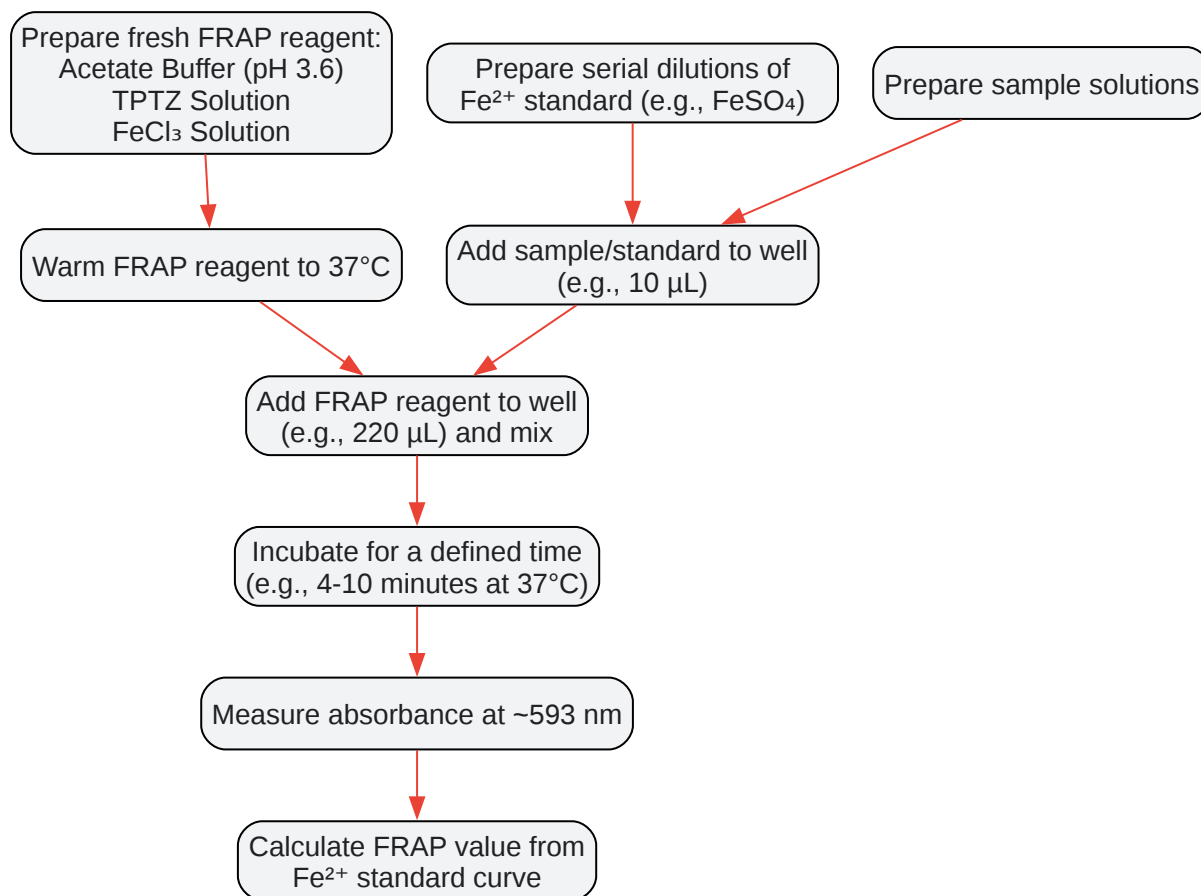 Prepare fresh FRAP reagent:
Acetate Buffer (pH 3.6)
TPTZ Solution
FeCl₃ Solution
Prepare serial dilutions of
Fe²⁺ standard (e.g., FeSO₄)
Prepare sample solutions
Warm FRAP reagent to 37°C
Add sample/standard to well
(e.g., 10 µL)
Add FRAP reagent to well
(e.g., 220 µL) and mix
Incubate for a defined time
(e.g., 4-10 minutes at 37°C)
Measure absorbance at ~593 nm
Calculate FRAP value from
Fe²⁺ standard curve